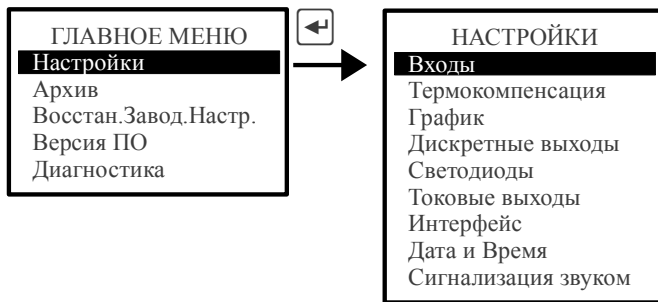 ГЛАВНОЕ МЕНЮ
Настройки
Архив
Восстан.Завод.Настр.
Версия ПО
Диагностика
НАСТРОЙКИ
Входы
Термокомпенсация
График
Дискретные выходы
Светодиоды
Токовые выходы
Интерфейс
Дата и Время
Сигнализация звуком